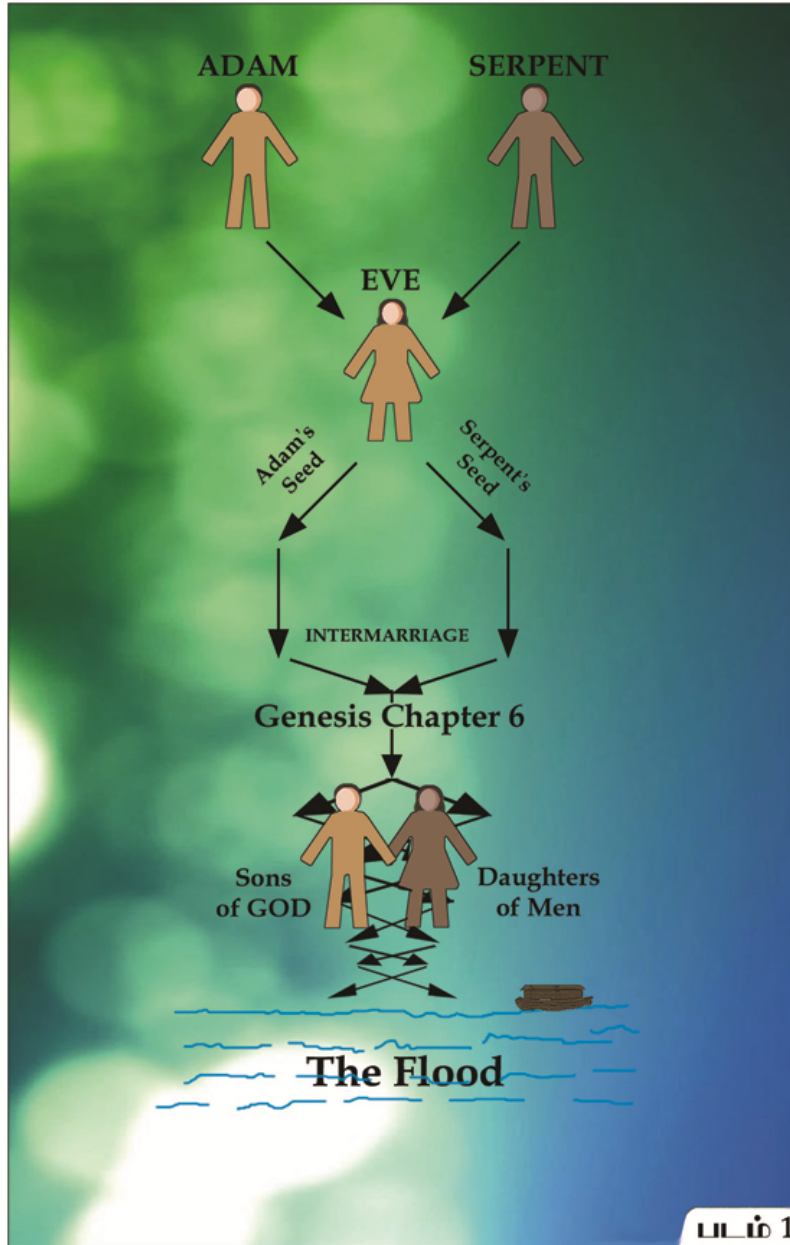 ADAM
SERPENT
EVE
Adam's
Seed
Serpent's
Seed
INTERMARRIAGE
Genesis Chapter 6
Sons
of GOD
Daughters
of Men
The Flood
படம் 1